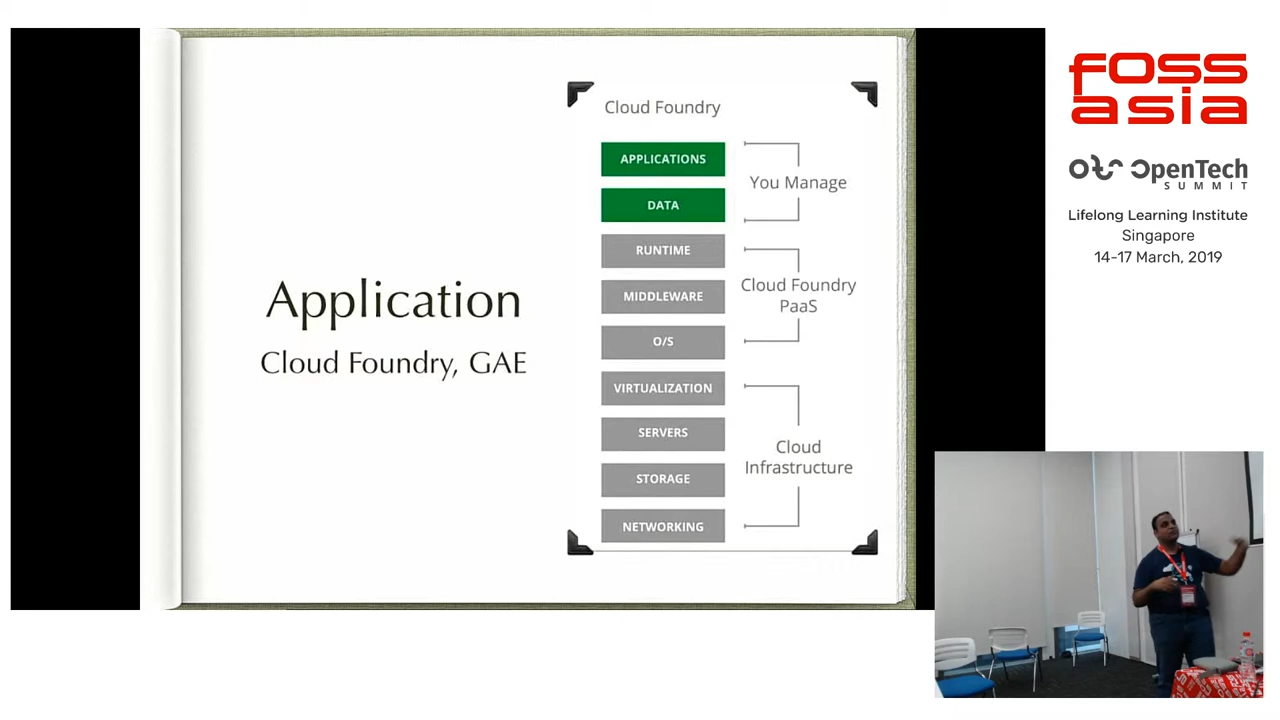 Application
Cloud Foundry, GAE
Cloud Foundry
APPLICATIONS
DATA
RUNTIME
MIDDLEWARE
O/S
VIRTUALIZATION
SERVERS
STORAGE
NETWORKING
You Manage
Cloud Foundry
PaaS
Cloud
Infrastructure
FOSS
asia
OpenTech
SUMMIT
Lifelong Learning Institute
Singapore
14-17 March, 2019